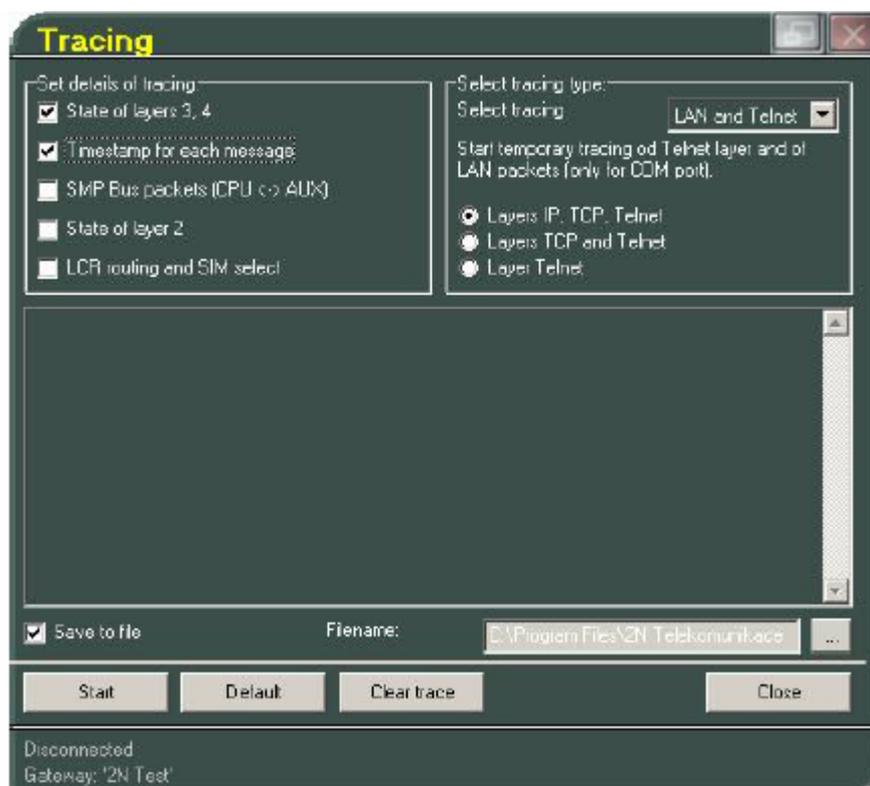 Tracing
Set details of tracing:
State of layers 3, 4
Timestamp for each message
SMP Bus packets (CPU <-> AUX)
State of layer 2
LCR routing and SIM select
Select tracing type:
Select tracing
LAN and Telnet
Start temporary tracing od Telnet layer and of
LAN packets (only for COM port).
Layers IP, TCP, Telnet
Layers TCP and Telnet
Layer Telnet
Save to file
Filename:
C:\Program Files\2N Telekomunikace
...
Start
Default
Clear trace
Close
Disconnected
Gateway: '2N Test'